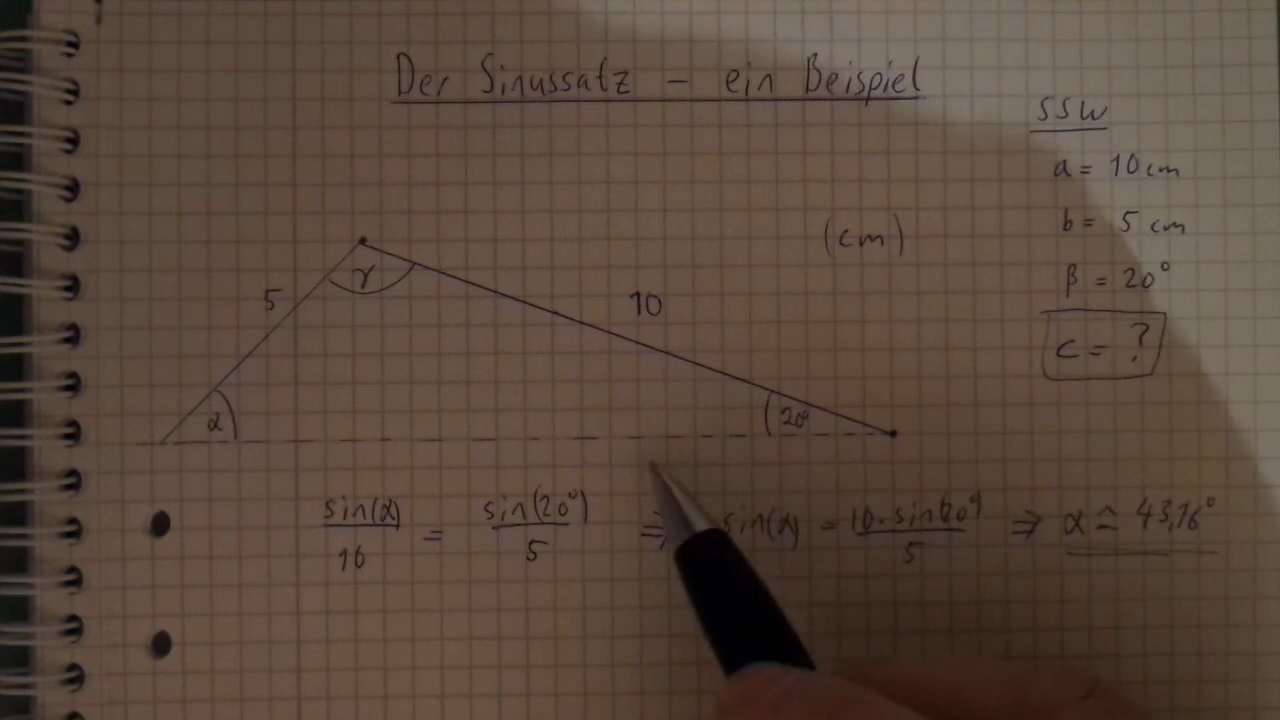 Der Sinussatz - ein Beispiel
SSW
a = 10 cm
b = 5 cm
β = 20°
c = ?
(cm)
γ
5
10
α
20°
sin(α)/10 = sin(20°)/5 ⇒ sin(α) = 10·sin(20°)/5 ⇒ α ≈ 43,16°